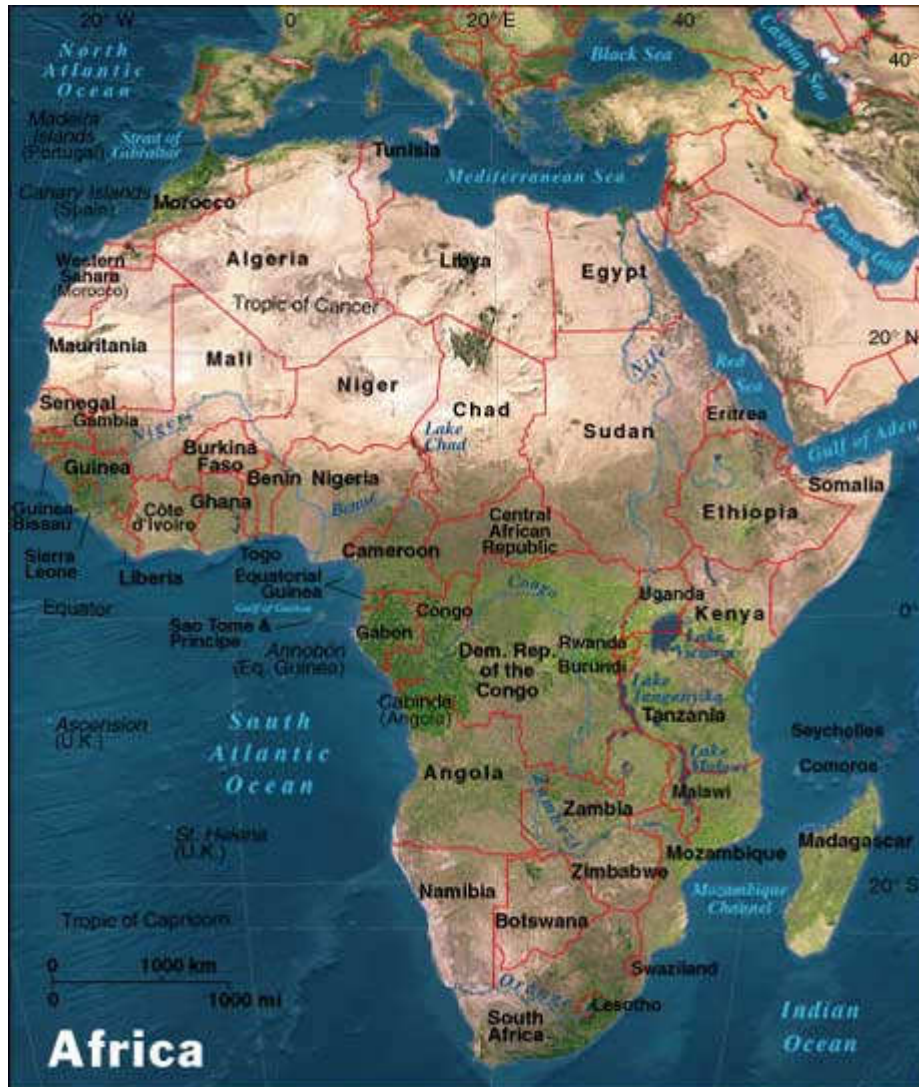 20° W
0°
20° E
40°
North
Atlantic
Ocean
Black Sea
Caspian Sea
40°
Madeira
Islands
(Portugal)
Strait of
Gibraltar
Tunisia
Mediterranean Sea
Canary Islands
(Spain)
Morocco
Persian Gulf
Western
Sahara
(Morocco)
Algeria
Libya
Egypt
Tropic of Cancer
20° N
Mauritania
Mali
Niger
Chad
Nile
Red
Sea
Senegal
Gambia
Niger
Lake
Chad
Sudan
Eritrea
Gulf of Aden
Guinea
Burkina
Faso
Benin
Nigeria
Somalia
Guinea-
Bissau
Côte
d'Ivoire
Ghana
Benue
Central
African
Republic
Ethiopia
Sierra
Leone
Liberia
Togo
Cameroon
Equatorial
Guinea
Equator
Gulf of Guinea
Sao Tome &
Principe
Congo
Congo
Uganda
Kenya
0°
Annobón
(Eq. Guinea)
Gabon
Dem. Rep.
of the
Congo
Rwanda
Burundi
Lake
Victoria
Cabinda
(Angola)
Lake
Tanganyika
Tanzania
Ascension
(U.K.)
South
Atlantic
Ocean
Seychelles
Comoros
Angola
Lake
Malawi
Malawi
Zambia
Zambezi
St. Helena
(U.K.)
Mozambique
Madagascar
Zimbabwe
Namibia
Botswana
Mozambique
Channel
20° S
Tropic of Capricorn
0
1000 km
0
1000 mi
Swaziland
Orange
Lesotho
South
Africa
Indian
Ocean
Africa